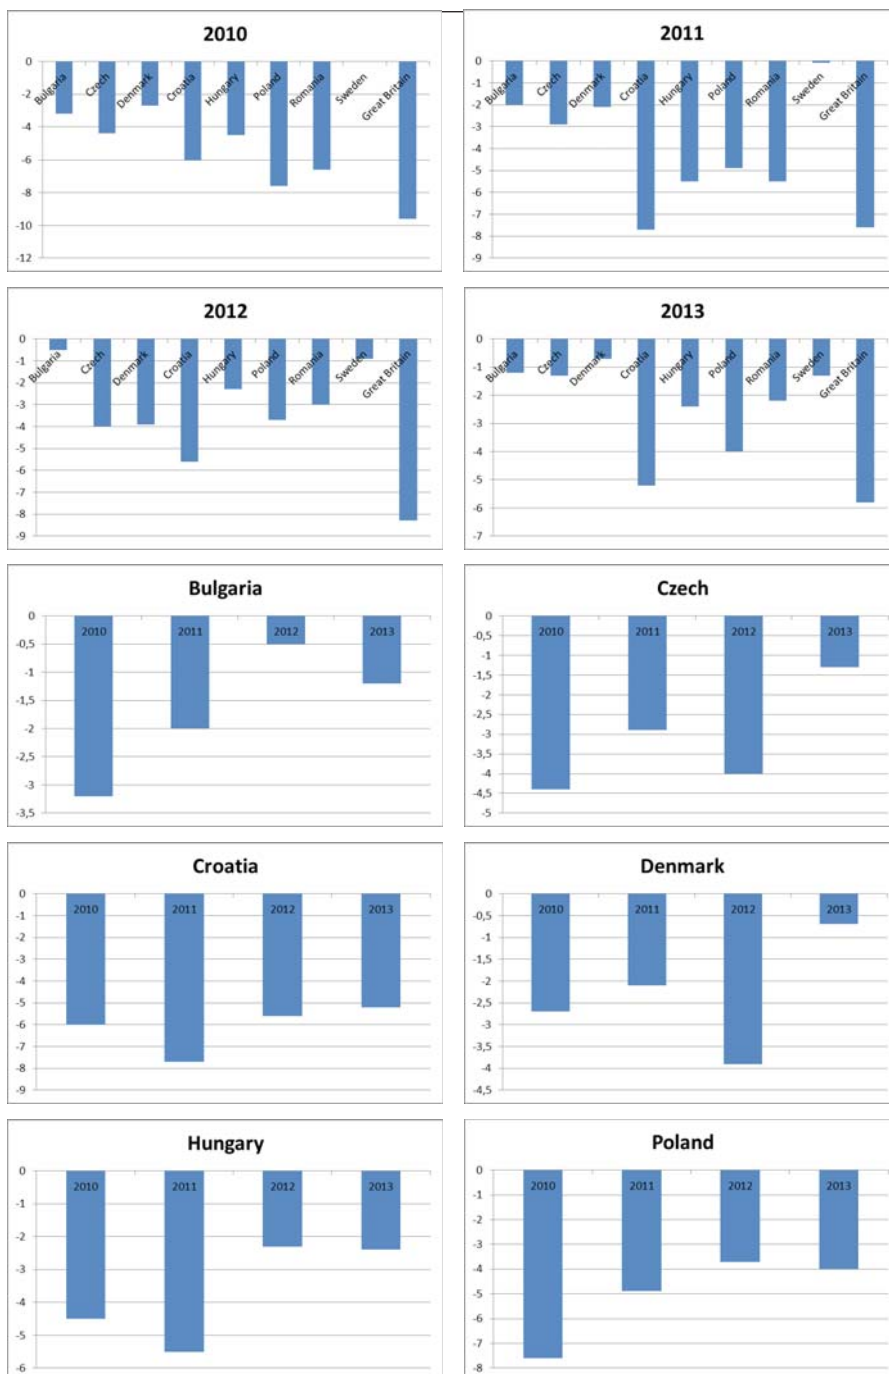 2010
0
-2
-4
-6
-8
-10
-12
Bulgaria
Czech
Denmark
Croatia
Hungary
Poland
Romania
Sweden
Great Britain
2011
0
-1
-2
-3
-4
-5
-6
-7
-8
-9
Bulgaria
Czech
Denmark
Croatia
Hungary
Poland
Romania
Sweden
Great Britain
2012
0
-1
-2
-3
-4
-5
-6
-7
-8
-9
Bulgaria
Czech
Denmark
Croatia
Hungary
Poland
Romania
Sweden
Great Britain
2013
0
-1
-2
-3
-4
-5
-6
-7
Bulgaria
Czech
Denmark
Croatia
Hungary
Poland
Romania
Sweden
Great Britain
Bulgaria
0
-0,5
-1
-1,5
-2
-2,5
-3
-3,5
2010 2011 2012 2013
Czech
0
-0,5
-1
-1,5
-2
-2,5
-3
-3,5
-4
-4,5
-5
2010 2011 2012 2013
Croatia
0
-1
-2
-3
-4
-5
-6
-7
-8
-9
2010 2011 2012 2013
Denmark
0
-0,5
-1
-1,5
-2
-2,5
-3
-3,5
-4
-4,5
2010 2011 2012 2013
Hungary
0
-1
-2
-3
-4
-5
-6
2010 2011 2012 2013
Poland
0
-1
-2
-3
-4
-5
-6
-7
-8
2010 2011 2012 2013